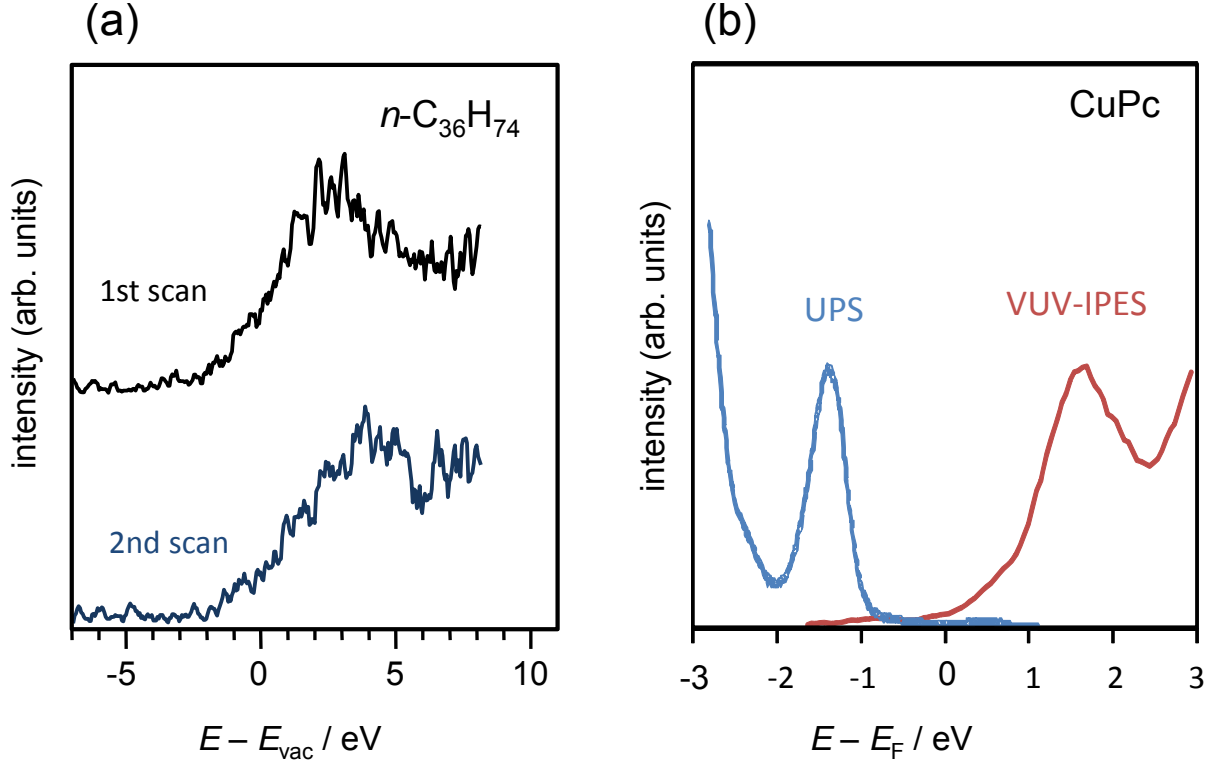 (a)
n-C₃₆H₇₄
1st scan
2nd scan
intensity (arb. units)
-5 0 5 10
E – Eᵥₐc / eV
(b)
CuPc
UPS
VUV-IPES
intensity (arb. units)
-3 -2 -1 0 1 2 3
E – E_F / eV